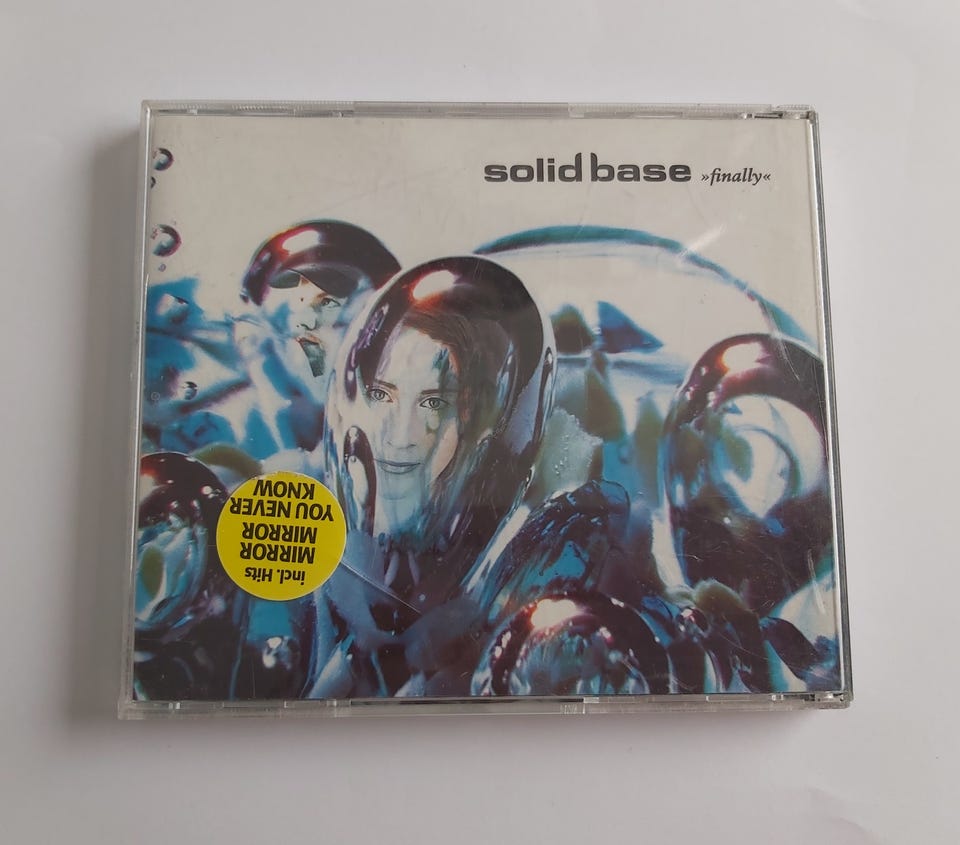 solid base »finally«
incl. Hits
MIRROR
MIRROR
YOU NEVER
KNOW